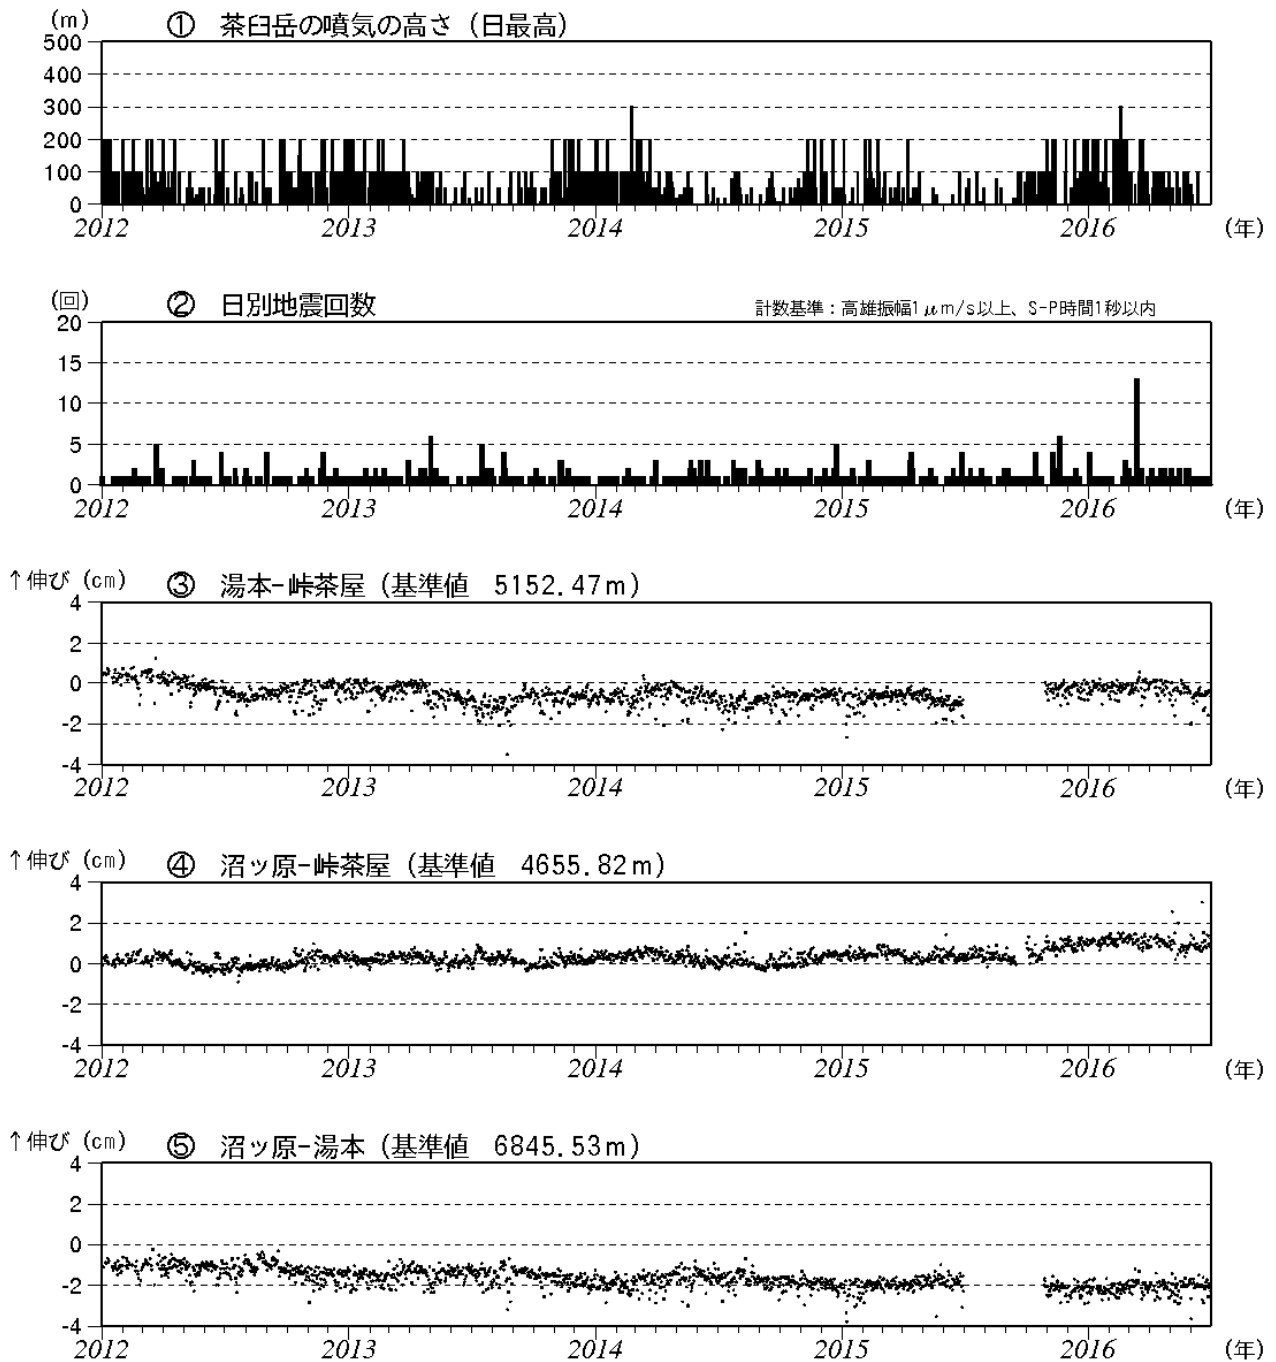 (m) ① 茶臼岳の噴気の高さ (日最高)
500
400
300
200
100
0
2012 2013 2014 2015 2016 (年)
(回) ② 日別地震回数 計数基準：高雄振幅1μm/s以上、S-P時間1秒以内
20
15
10
5
0
2012 2013 2014 2015 2016 (年)
↑伸び (cm) ③ 湯本-峠茶屋 (基準値 5152.47m)
4
2
0
-2
-4
2012 2013 2014 2015 2016 (年)
↑伸び (cm) ④ 沼ッ原-峠茶屋 (基準値 4655.82m)
4
2
0
-2
-4
2012 2013 2014 2015 2016 (年)
↑伸び (cm) ⑤ 沼ッ原-湯本 (基準値 6845.53m)
4
2
0
-2
-4
2012 2013 2014 2015 2016 (年)